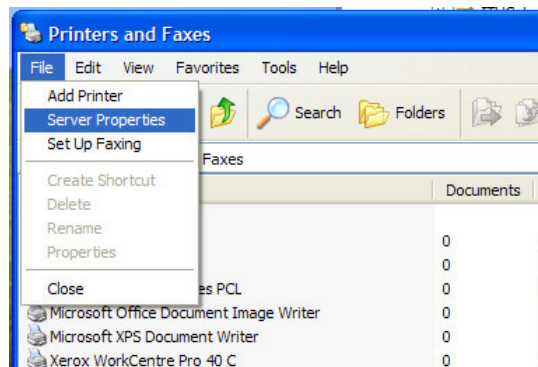 Printers and Faxes
File Edit View Favorites Tools Help
Add Printer
Server Properties
Set Up Faxing
Create Shortcut
Delete
Rename
Properties
Close
Search Folders
Faxes
Documents
0
0
es PCL 0
Microsoft Office Document Image Writer 0
Microsoft XPS Document Writer 0
Xerox WorkCentre Pro 40 C 0